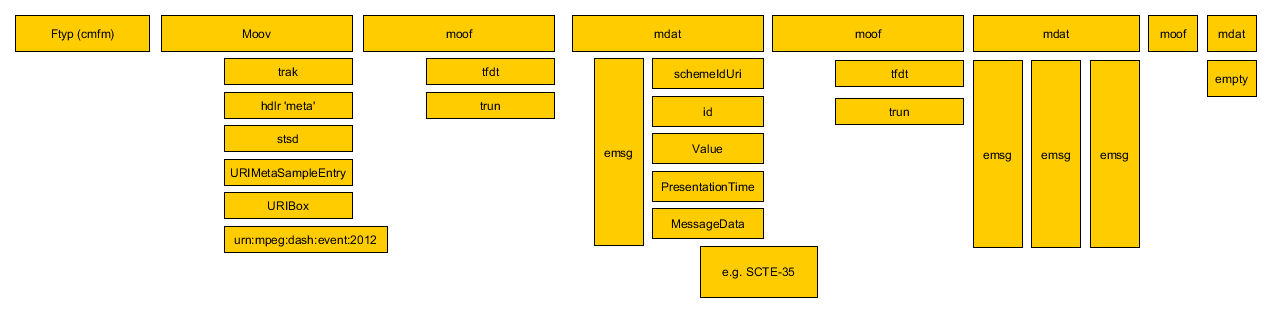 Ftyp (cmfm)
Moov
moof
mdat
moof
mdat
moof
mdat
trak
hdlr 'meta'
stsd
URIMetaSampleEntry
URIBox
urn:mpeg:dash:event:2012
tfdt
trun
emsg
schemeIdUri
id
Value
PresentationTime
MessageData
e.g. SCTE-35
tfdt
trun
emsg
emsg
emsg
empty